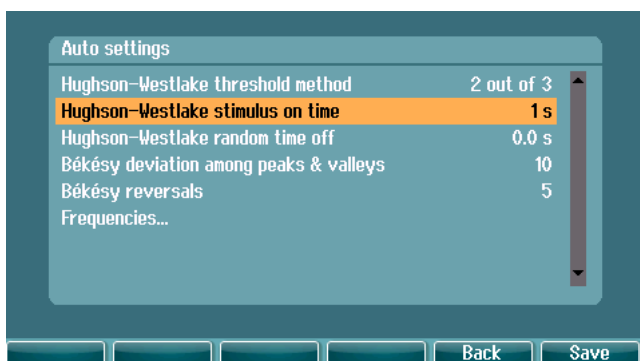 Auto settings
Hughson-Westlake threshold method 2 out of 3
Hughson-Westlake stimulus on time 1 s
Hughson-Westlake random time off 0.0 s
Békésy deviation among peaks & valleys 10
Békésy reversals 5
Frequencies...
Back Save